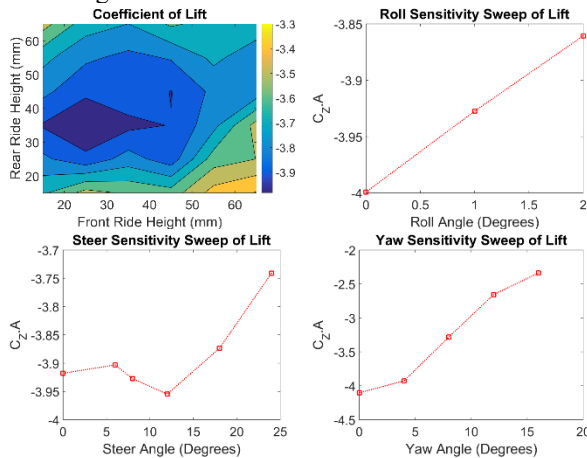 Coefficient of Lift
Rear Ride Height (mm)
60
50
40
30
20
20 30 40 50 60
Front Ride Height (mm)
-3.3
-3.4
-3.5
-3.6
-3.7
-3.8
-3.9
Roll Sensitivity Sweep of Lift
C_Z.A
-3.85
-3.9
-3.95
-4
0 0.5 1 1.5 2
Roll Angle (Degrees)
Steer Sensitivity Sweep of Lift
C_Z.A
-3.7
-3.75
-3.8
-3.85
-3.9
-3.95
-4
0 5 10 15 20 25
Steer Angle (Degrees)
Yaw Sensitivity Sweep of Lift
C_Z.A
-2
-2.5
-3
-3.5
-4
-4.5
0 5 10 15 20
Yaw Angle (Degrees)